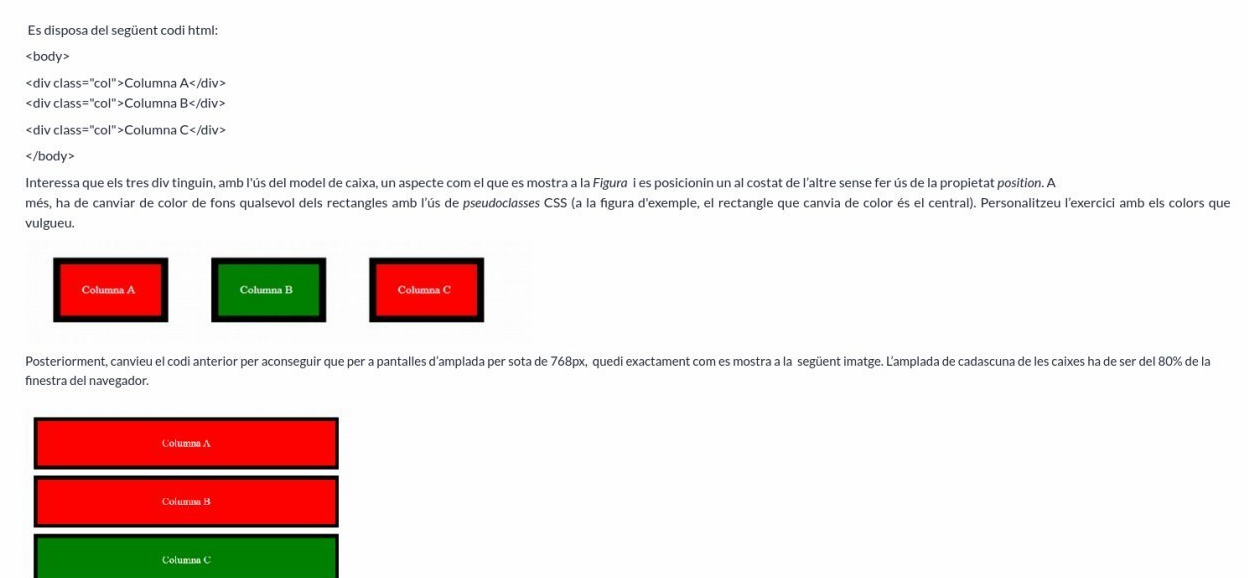 Es disposa del següent codi html:
<body>
<div class="col">Columna A</div>
<div class="col">Columna B</div>
<div class="col">Columna C</div>
</body>
Interessa que els tres div tinguin, amb l'ús del model de caixa, un aspecte com el que es mostra a la Figura i es posicionin un al costat de l'altre sense fer ús de la propietat position. A
més, ha de canviar de color de fons qualsevol dels rectangles amb l'ús de pseudoclasses CSS (a la figura d'exemple, el rectangle que canvia de color és el central). Personalitzeu l'exercici amb els colors que
vulgueu.
Columna A Columna B Columna C
Posteriorment, canvieu el codi anterior per aconseguir que per a pantalles d'amplada per sota de 768px, quedi exactament com es mostra a la següent imatge. L'amplada de cadascuna de les caixes ha de ser del 80% de la
finestra del navegador.
Columna A
Columna B
Columna C